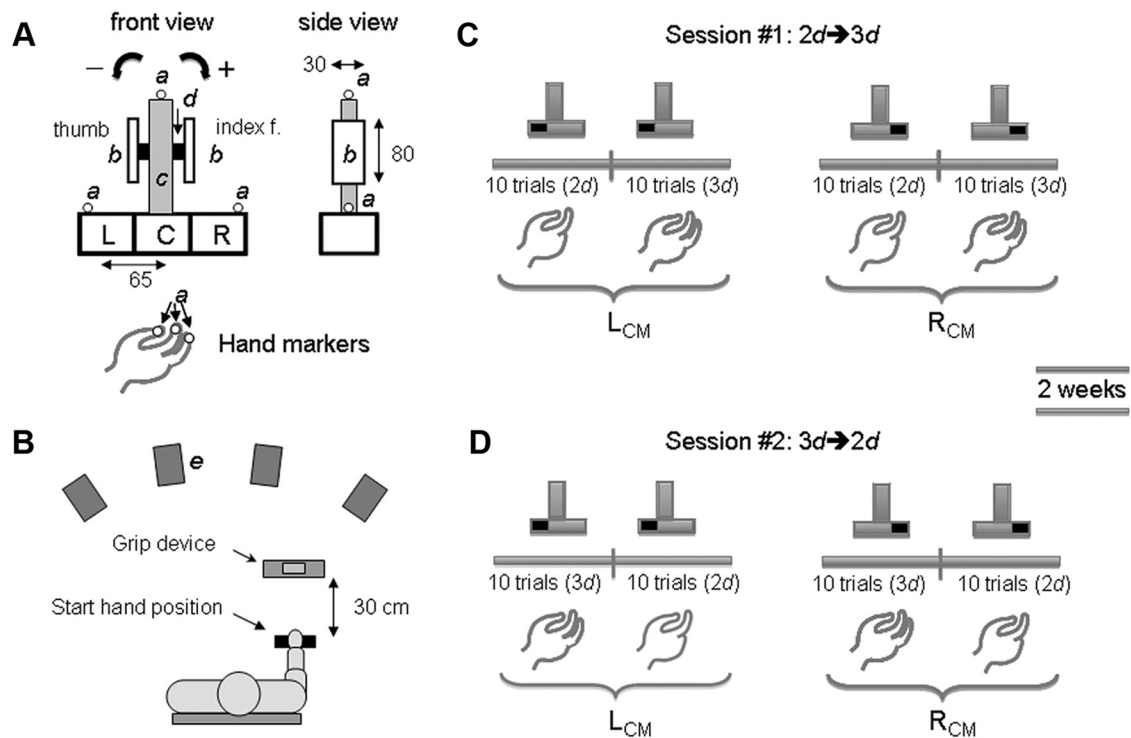 A
front view
side view
– +
a
d
30
a
thumb
index f.
b
b
c
b
80
a
a
a
L C R
65
a
Hand markers
B
e
Grip device
Start hand position
30 cm
C
Session #1: 2d➔3d
10 trials (2d)
10 trials (3d)
10 trials (2d)
10 trials (3d)
LCM
RCM
2 weeks
D
Session #2: 3d➔2d
10 trials (3d)
10 trials (2d)
10 trials (3d)
10 trials (2d)
LCM
RCM